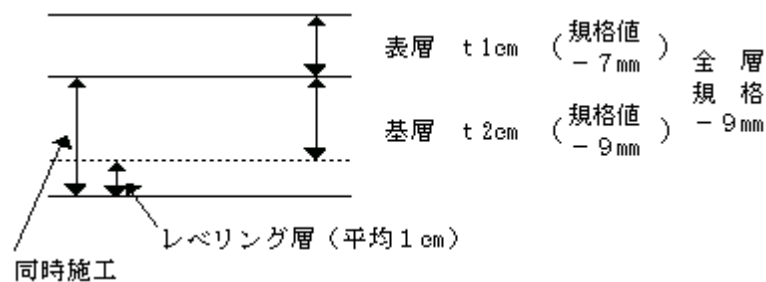 表層 t1cm (規格値 -7mm)
基層 t2cm (規格値 -9mm)
全層
規格
-9mm
レベリング層(平均1cm)
同時施工